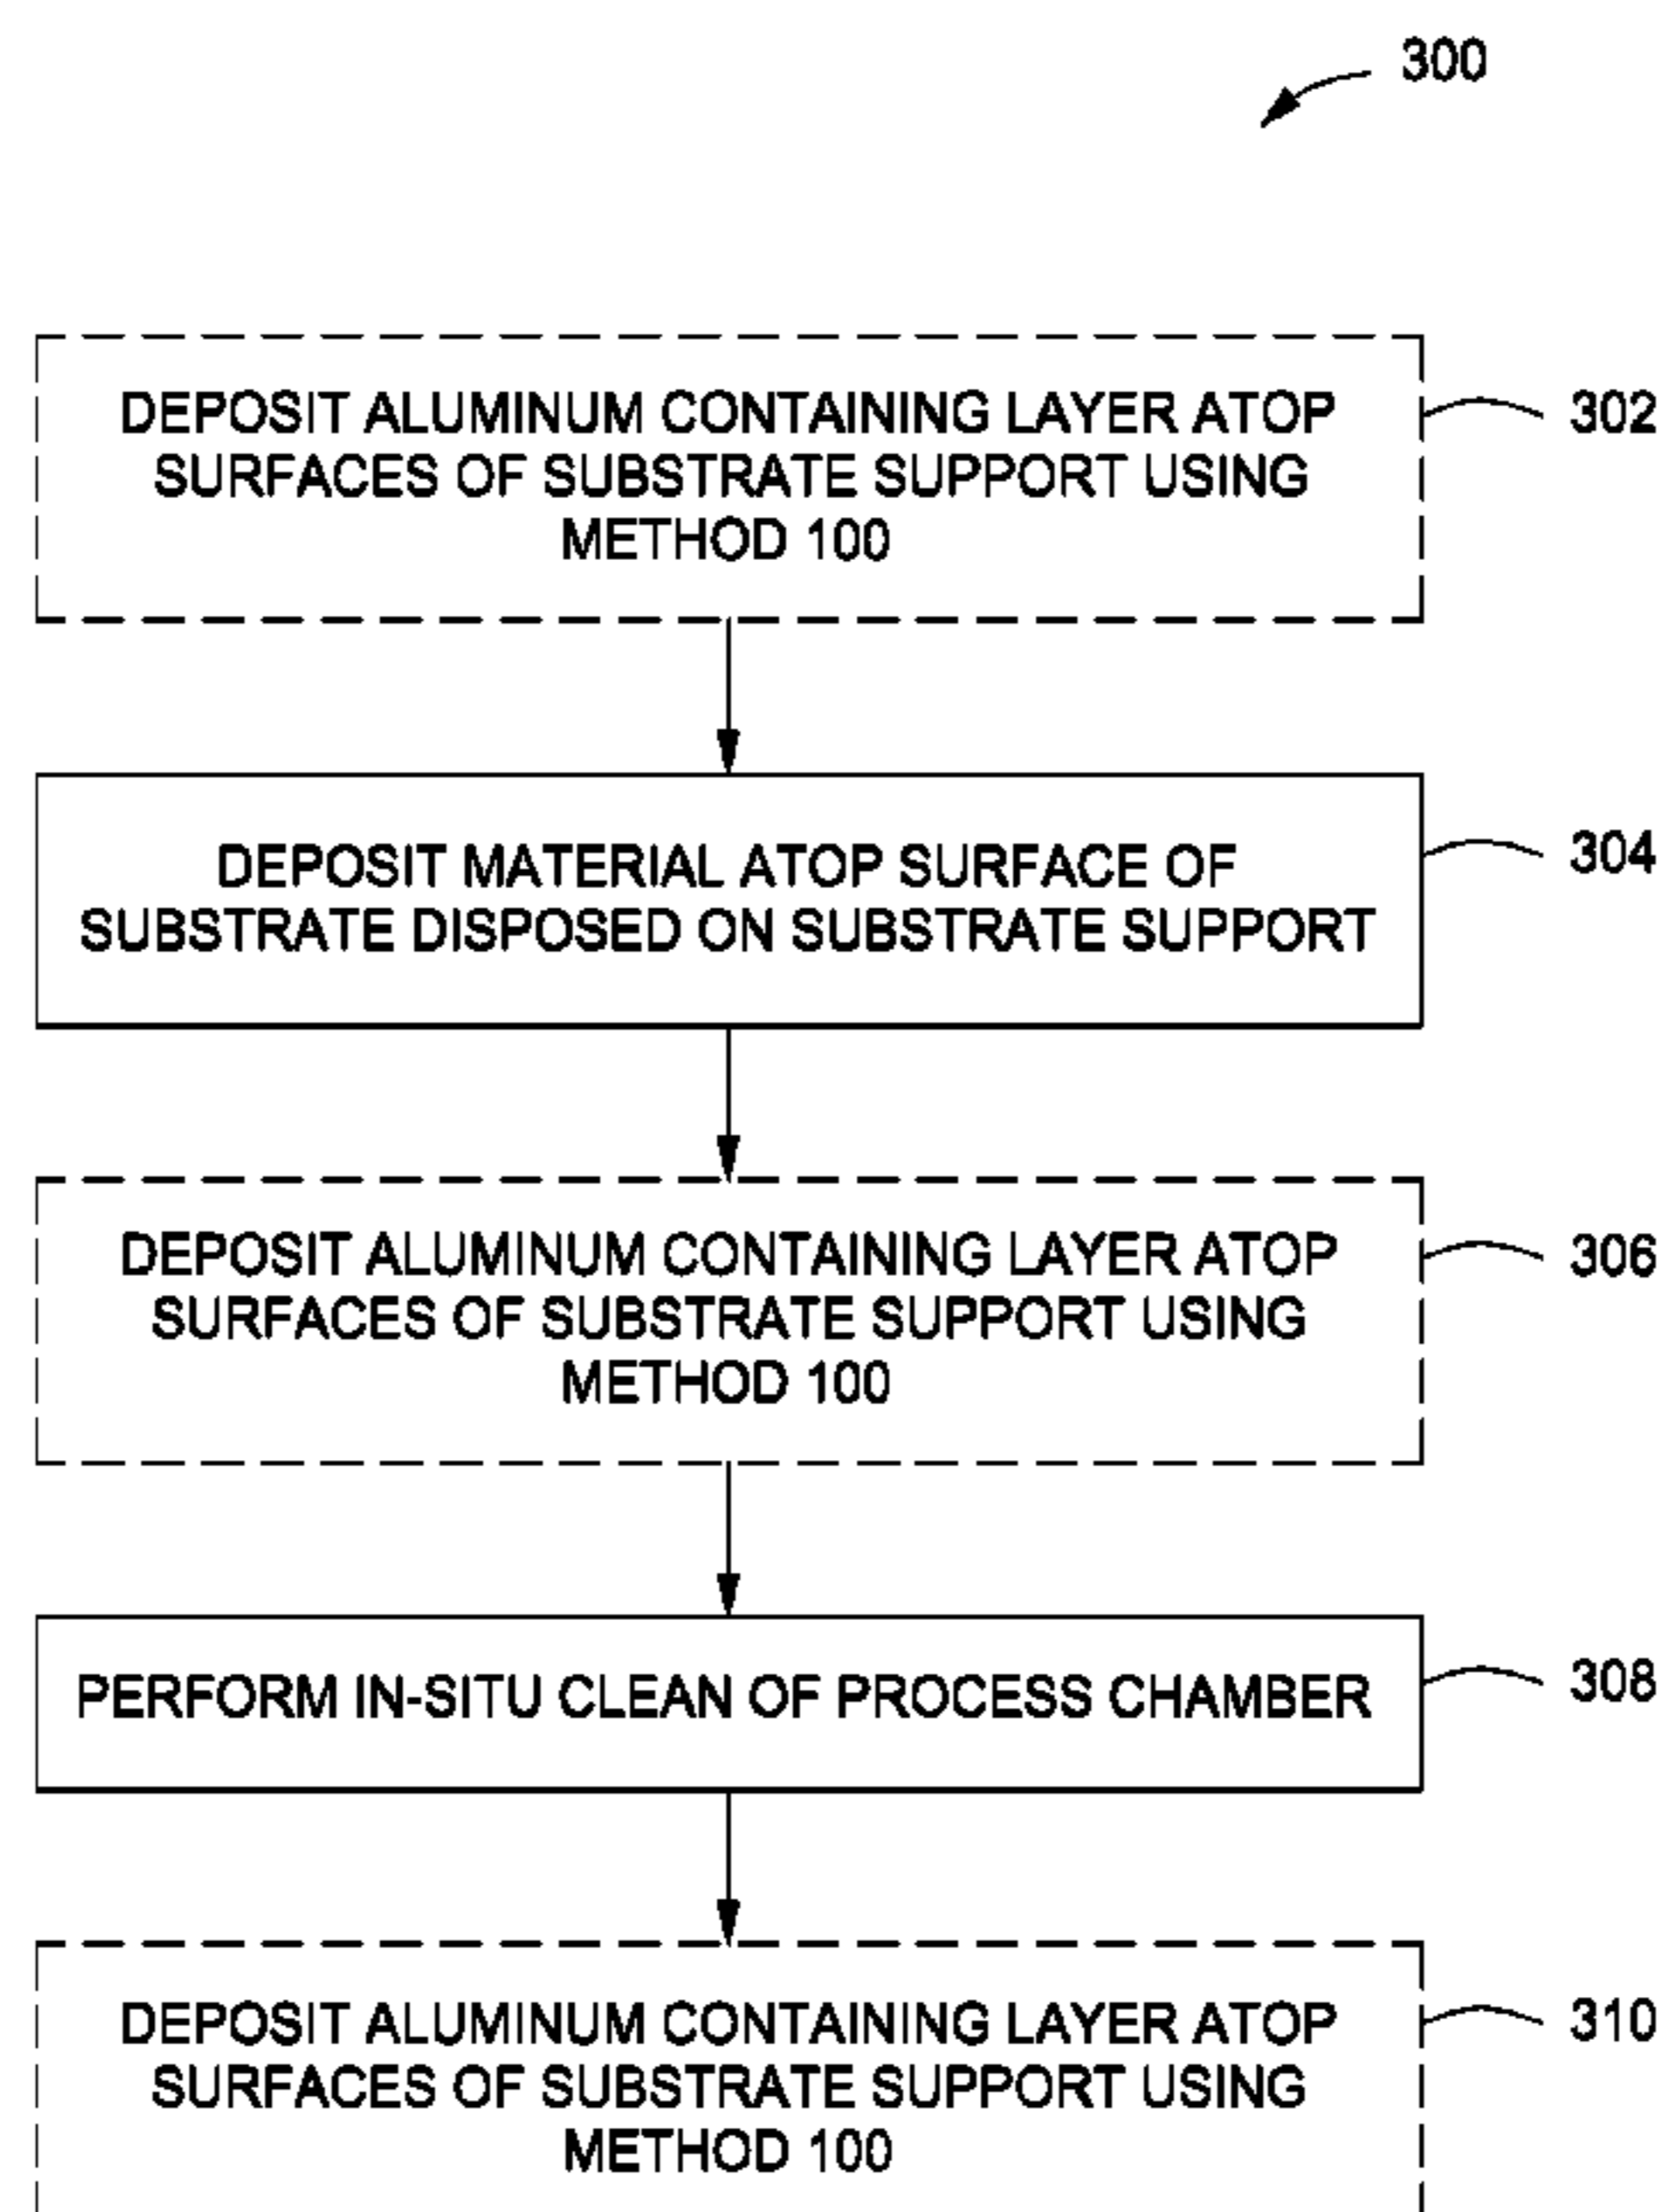 300
DEPOSIT ALUMINUM CONTAINING LAYER ATOP
SURFACES OF SUBSTRATE SUPPORT USING
METHOD 100
302
DEPOSIT MATERIAL ATOP SURFACE OF
SUBSTRATE DISPOSED ON SUBSTRATE SUPPORT
304
DEPOSIT ALUMINUM CONTAINING LAYER ATOP
SURFACES OF SUBSTRATE SUPPORT USING
METHOD 100
306
PERFORM IN-SITU CLEAN OF PROCESS CHAMBER
308
DEPOSIT ALUMINUM CONTAINING LAYER ATOP
SURFACES OF SUBSTRATE SUPPORT USING
METHOD 100
310